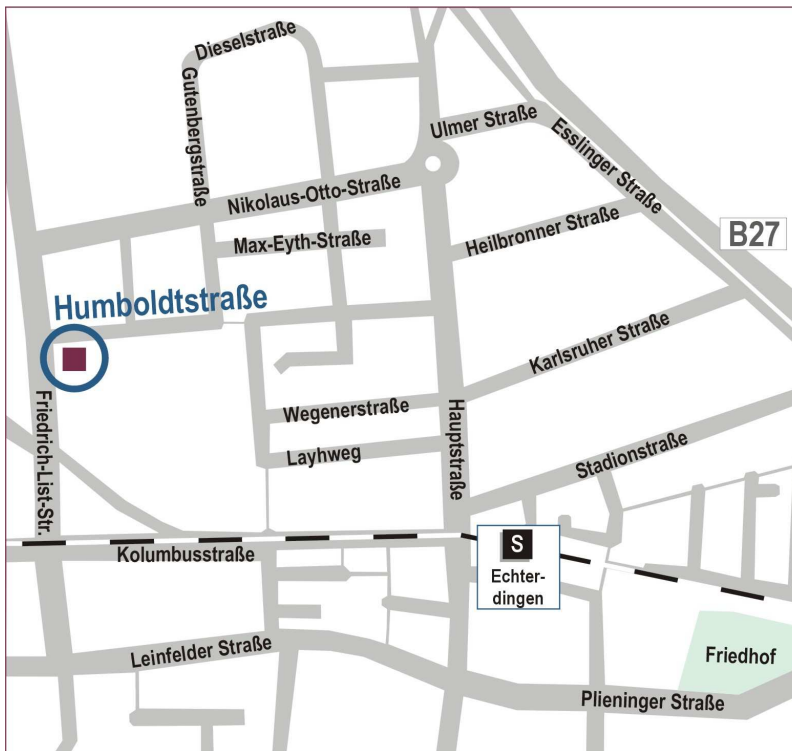 Dieselstraße
Gutenbergstraße
Ulmer Straße
Esslinger Straße
Nikolaus-Otto-Straße
Max-Eyth-Straße
Heilbronner Straße
B27
Humboldtstraße
Karlsruher Straße
Friedrich-List-Str.
Wegenerstraße
Hauptstraße
Layhweg
Stadionstraße
Kolumbusstraße
S
Echter-
dingen
Leinfelder Straße
Friedhof
Plieninger Straße